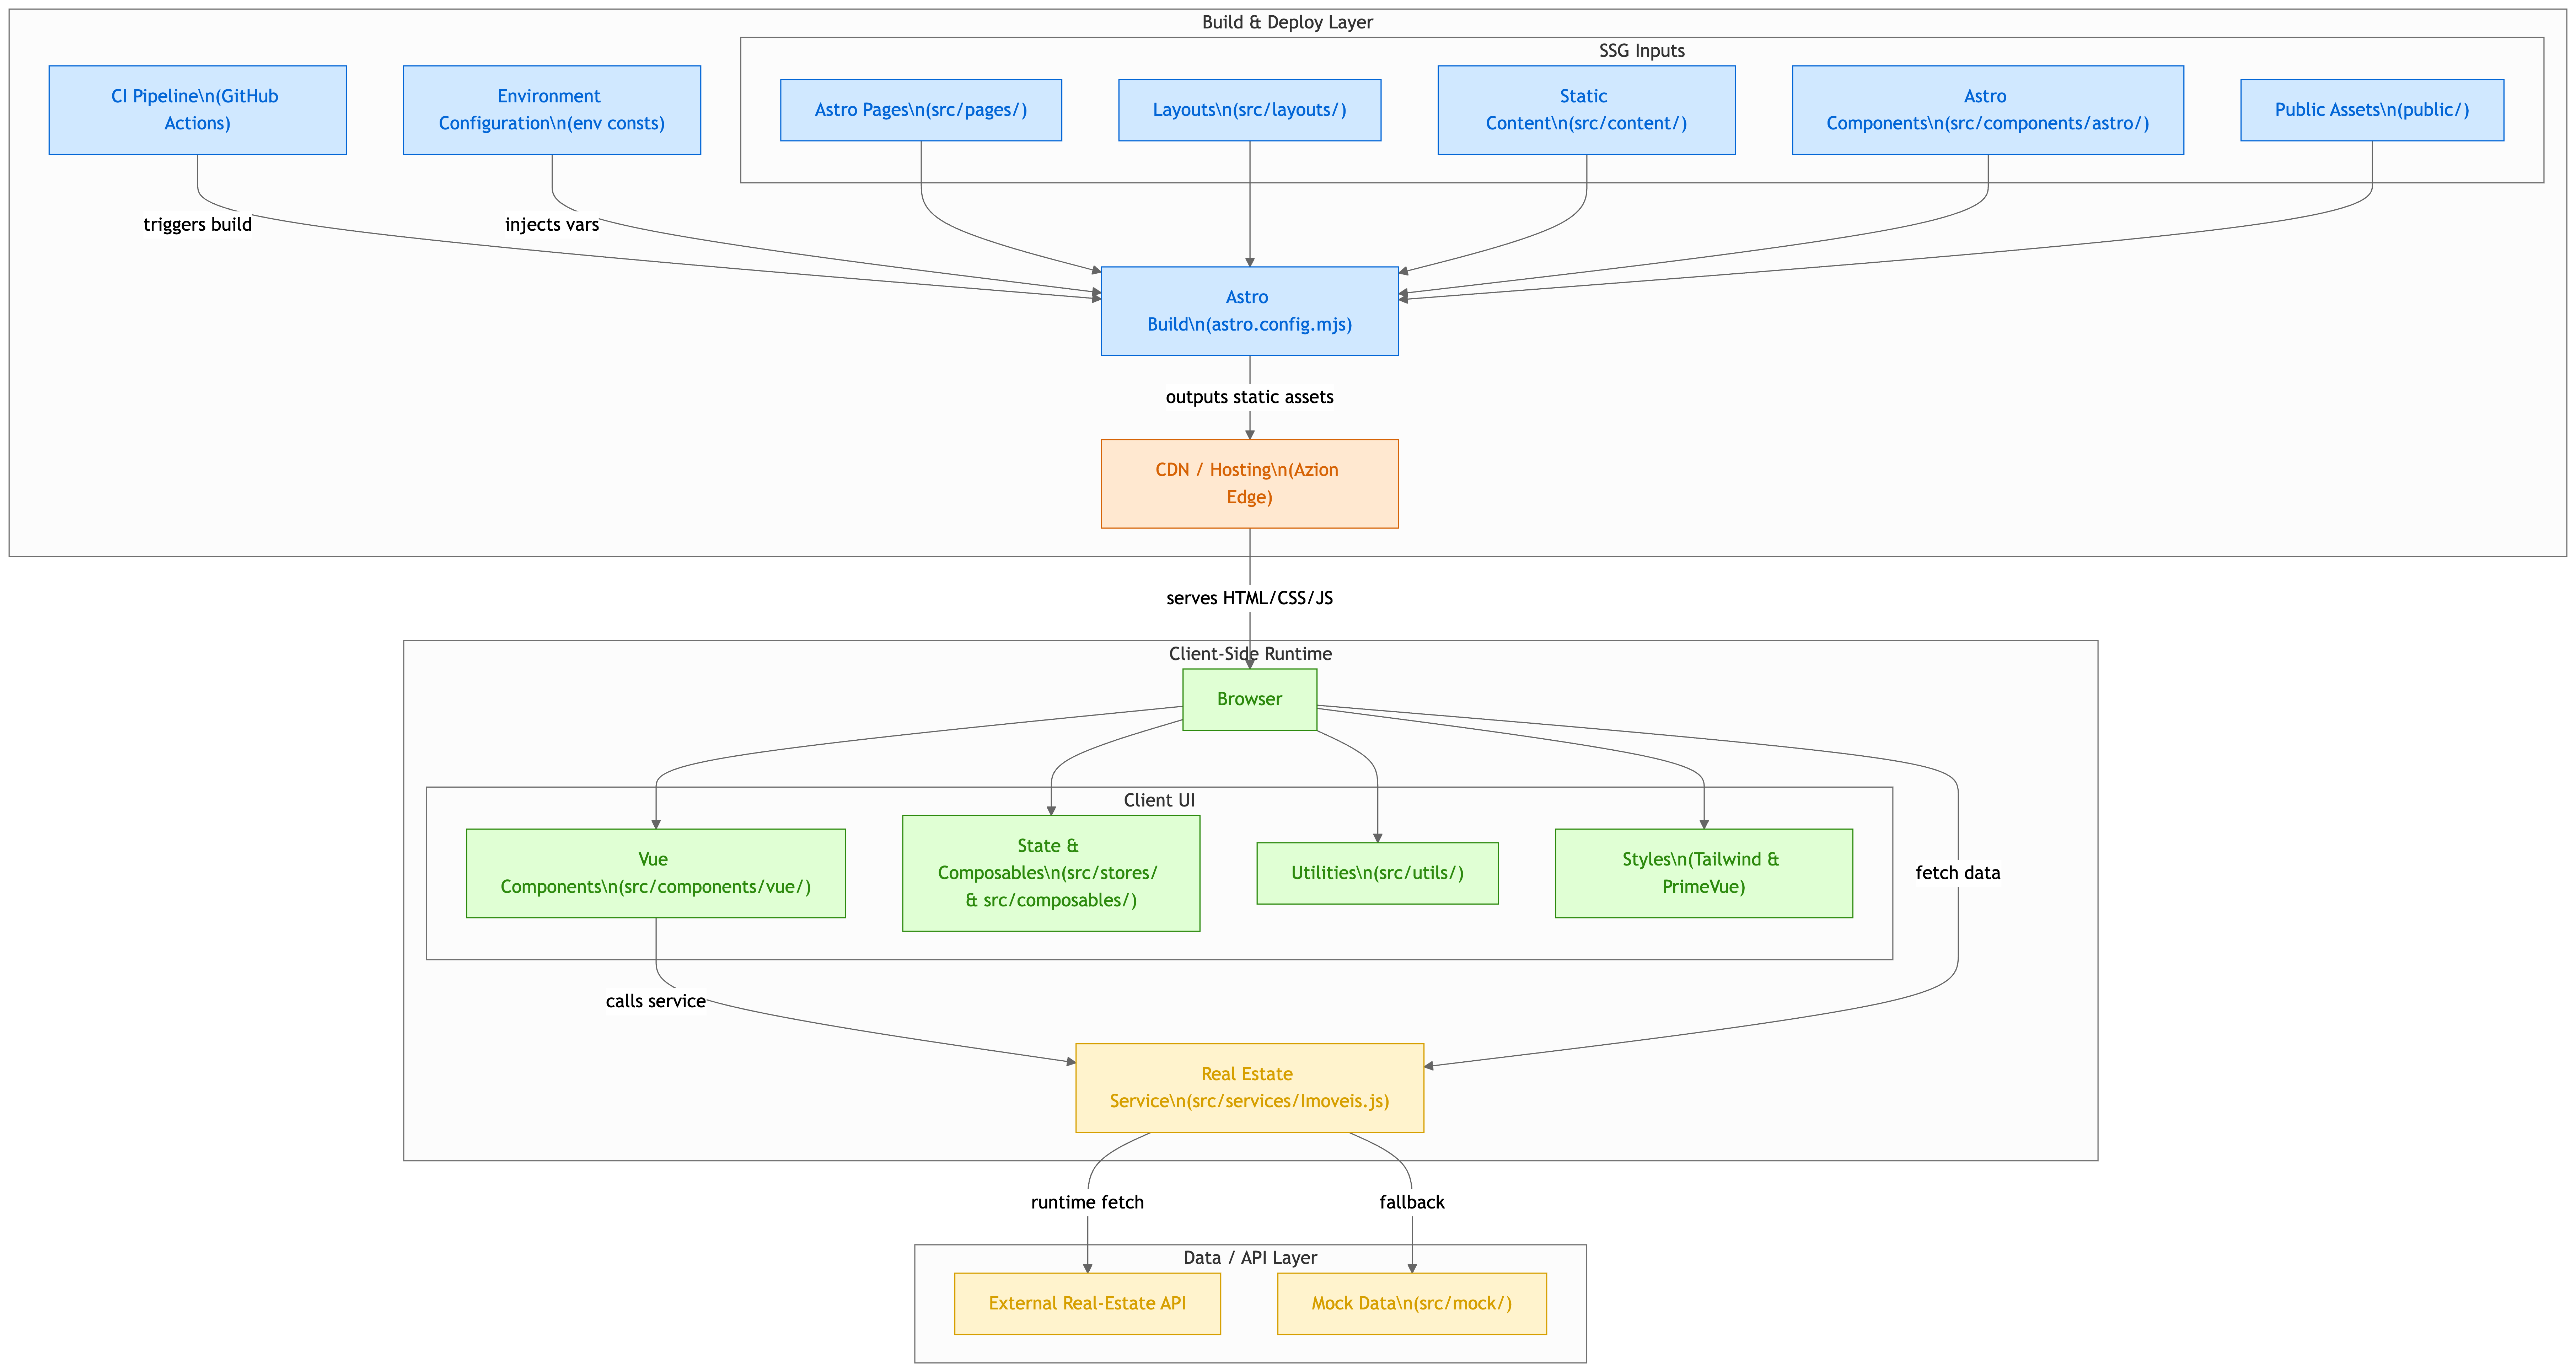 Build & Deploy Layer
SSG Inputs
CI Pipeline\n(GitHub
Actions)
Environment
Configuration\n(env consts)
Astro Pages\n(src/pages/)
Layouts\n(src/layouts/)
Static
Content\n(src/content/)
Astro
Components\n(src/components/astro/)
Public Assets\n(public/)
triggers build
injects vars
Astro
Build\n(astro.config.mjs)
outputs static assets
CDN / Hosting\n(Azion
Edge)
serves HTML/CSS/JS
Client-Side Runtime
Browser
Client UI
Vue
Components\n(src/components/vue/)
State &
Composables\n(src/stores/
& src/composables/)
Utilities\n(src/utils/)
Styles\n(Tailwind &
PrimeVue)
fetch data
calls service
Real Estate
Service\n(src/services/Imoveis.js)
runtime fetch
fallback
Data / API Layer
External Real-Estate API
Mock Data\n(src/mock/)